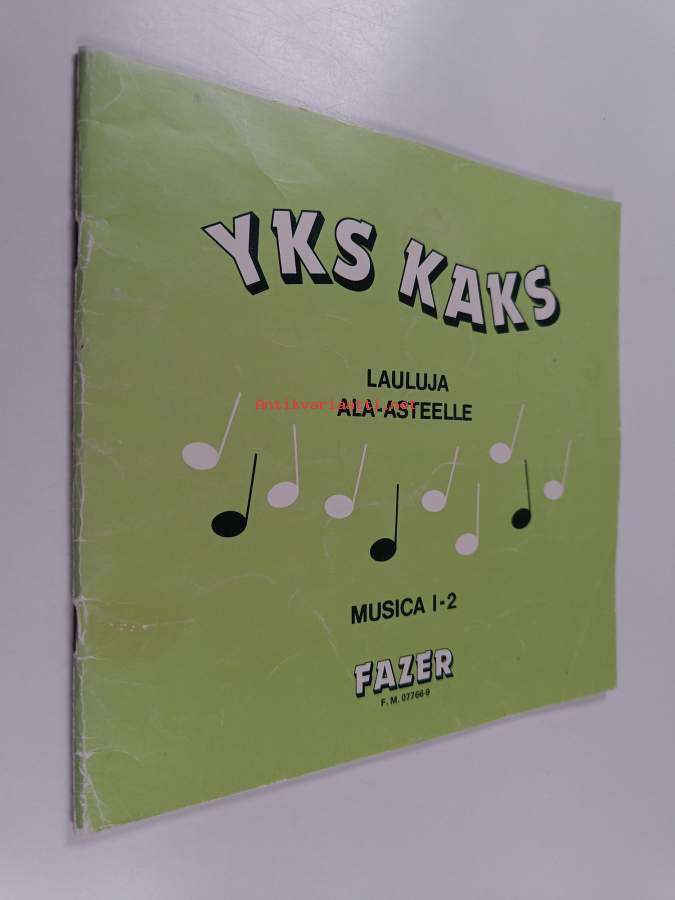 YKS KAKS
LAULUJA
Antikvariaatti.net
ALA-ASTEELLE
MUSICA 1-2
FAZER
F. M. 07766-9